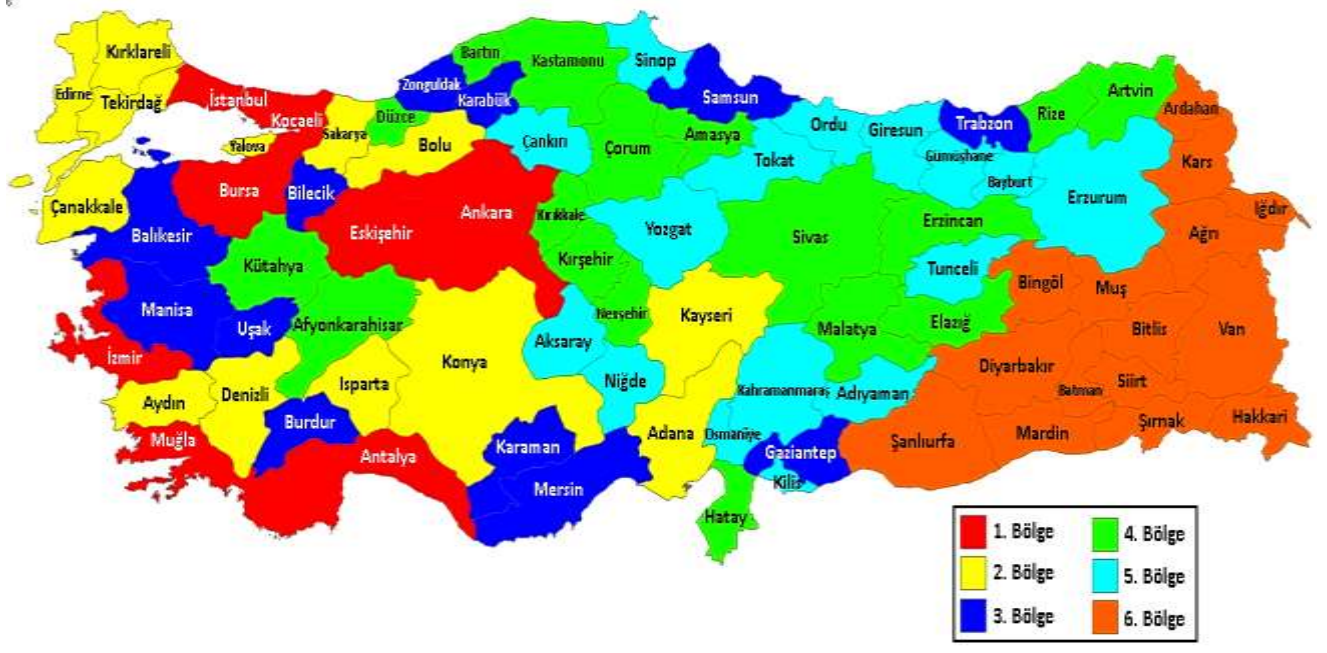 Kırklareli
Edirne
Tekirdağ
İstanbul
Kocaeli
Yalova
Sakarya
Düzce
Bolu
Zonguldak
Bartın
Karabük
Kastamonu
Sinop
Samsun
Çankırı
Çorum
Amasya
Tokat
Ordu
Giresun
Gümüşhane
Trabzon
Bayburt
Rize
Artvin
Ardahan
Kars
Iğdır
Erzurum
Ağrı
Çanakkale
Balıkesir
Bursa
Bilecik
Eskişehir
Ankara
Kırıkkale
Yozgat
Sivas
Erzincan
Tunceli
Bingöl
Muş
Kütahya
Kırşehir
Manisa
Uşak
Afyonkarahisar
Nevşehir
Kayseri
Malatya
Elazığ
Bitlis
Van
İzmir
Aksaray
Konya
Niğde
Kahramanmaraş
Adıyaman
Diyarbakır
Batman
Siirt
Aydın
Denizli
Isparta
Burdur
Muğla
Antalya
Karaman
Mersin
Adana
Osmaniye
Gaziantep
Kilis
Hatay
Şanlıurfa
Mardin
Şırnak
Hakkari
1. Bölge
2. Bölge
3. Bölge
4. Bölge
5. Bölge
6. Bölge